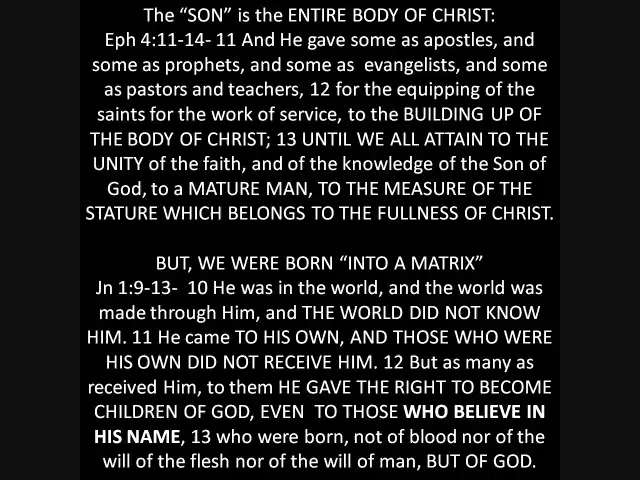 The “SON” is the ENTIRE BODY OF CHRIST:
Eph 4:11-14- 11 And He gave some as apostles, and
some as prophets, and some as  evangelists, and some
as pastors and teachers, 12 for the equipping of the
saints for the work of service, to the BUILDING UP OF
THE BODY OF CHRIST; 13 UNTIL WE ALL ATTAIN TO THE
UNITY of the faith, and of the knowledge of the Son of
God, to a MATURE MAN, TO THE MEASURE OF THE
STATURE WHICH BELONGS TO THE FULLNESS OF CHRIST.
BUT, WE WERE BORN “INTO A MATRIX”
Jn 1:9-13-  10 He was in the world, and the world was
made through Him, and THE WORLD DID NOT KNOW
HIM. 11 He came TO HIS OWN, AND THOSE WHO WERE
HIS OWN DID NOT RECEIVE HIM. 12 But as many as
received Him, to them HE GAVE THE RIGHT TO BECOME
CHILDREN OF GOD, EVEN  TO THOSE WHO BELIEVE IN
HIS NAME, 13 who were born, not of blood nor of the
will of the flesh nor of the will of man, BUT OF GOD.